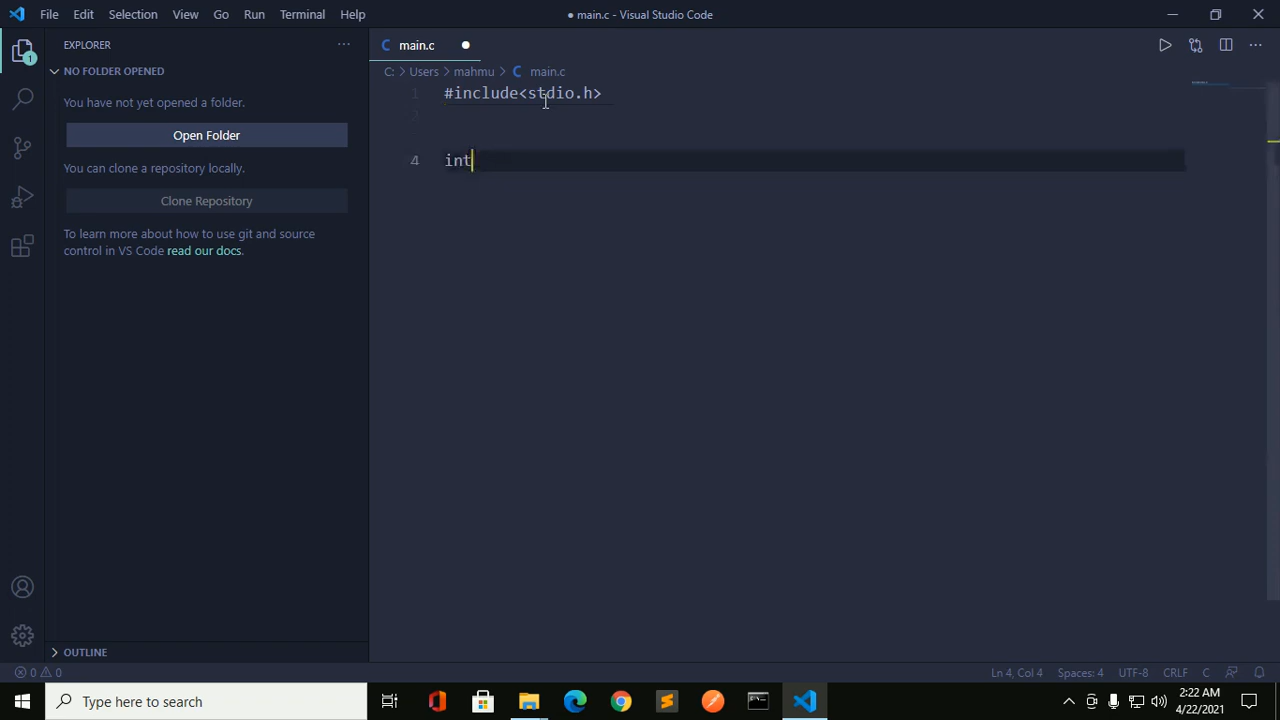 File Edit Selection View Go Run Terminal Help
● main.c - Visual Studio Code
EXPLORER
NO FOLDER OPENED
You have not yet opened a folder.
Open Folder
You can clone a repository locally.
Clone Repository
To learn more about how to use git and source
control in VS Code read our docs.
OUTLINE
1
main.c
C: > Users > mahmu > C main.c
1 #include<stdio.h>
2
4 int
0 0
Ln 4, Col 4 Spaces: 4 UTF-8 CRLF C
Type here to search
2:22 AM
4/22/2021